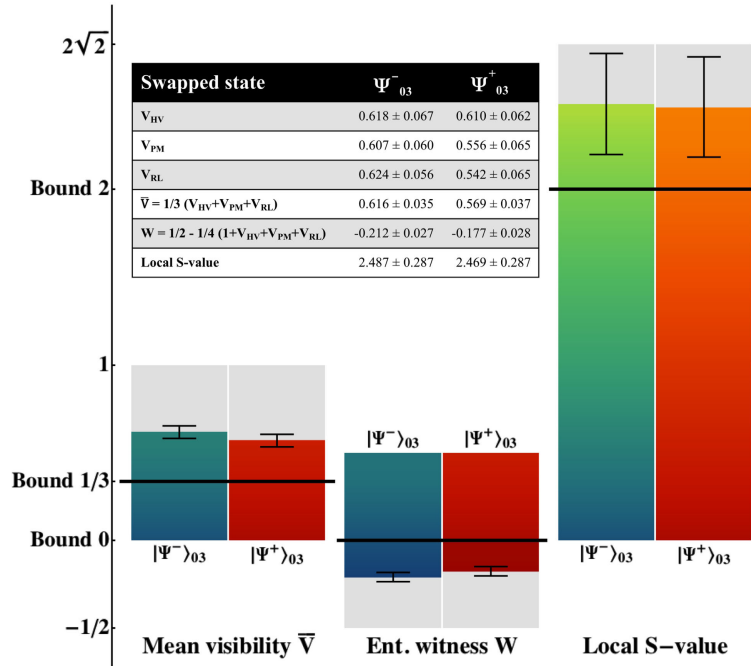 2√2
Swapped state Ψ⁻₀₃ Ψ⁺₀₃
V_HV 0.618 ± 0.067 0.610 ± 0.062
V_PM 0.607 ± 0.060 0.556 ± 0.065
V_RL 0.624 ± 0.056 0.542 ± 0.065
V̅ = 1/3 (V_HV+V_PM+V_RL) 0.616 ± 0.035 0.569 ± 0.037
W = 1/2 - 1/4 (1+V_HV+V_PM+V_RL) -0.212 ± 0.027 -0.177 ± 0.028
Local S-value 2.487 ± 0.287 2.469 ± 0.287
Bound 2
1
|Ψ⁻⟩₀₃ |Ψ⁺⟩₀₃
Bound 1/3
Bound 0
|Ψ⁻⟩₀₃ |Ψ⁺⟩₀₃ |Ψ⁻⟩₀₃ |Ψ⁺⟩₀₃
−1/2
Mean visibility V̅ Ent. witness W Local S-value